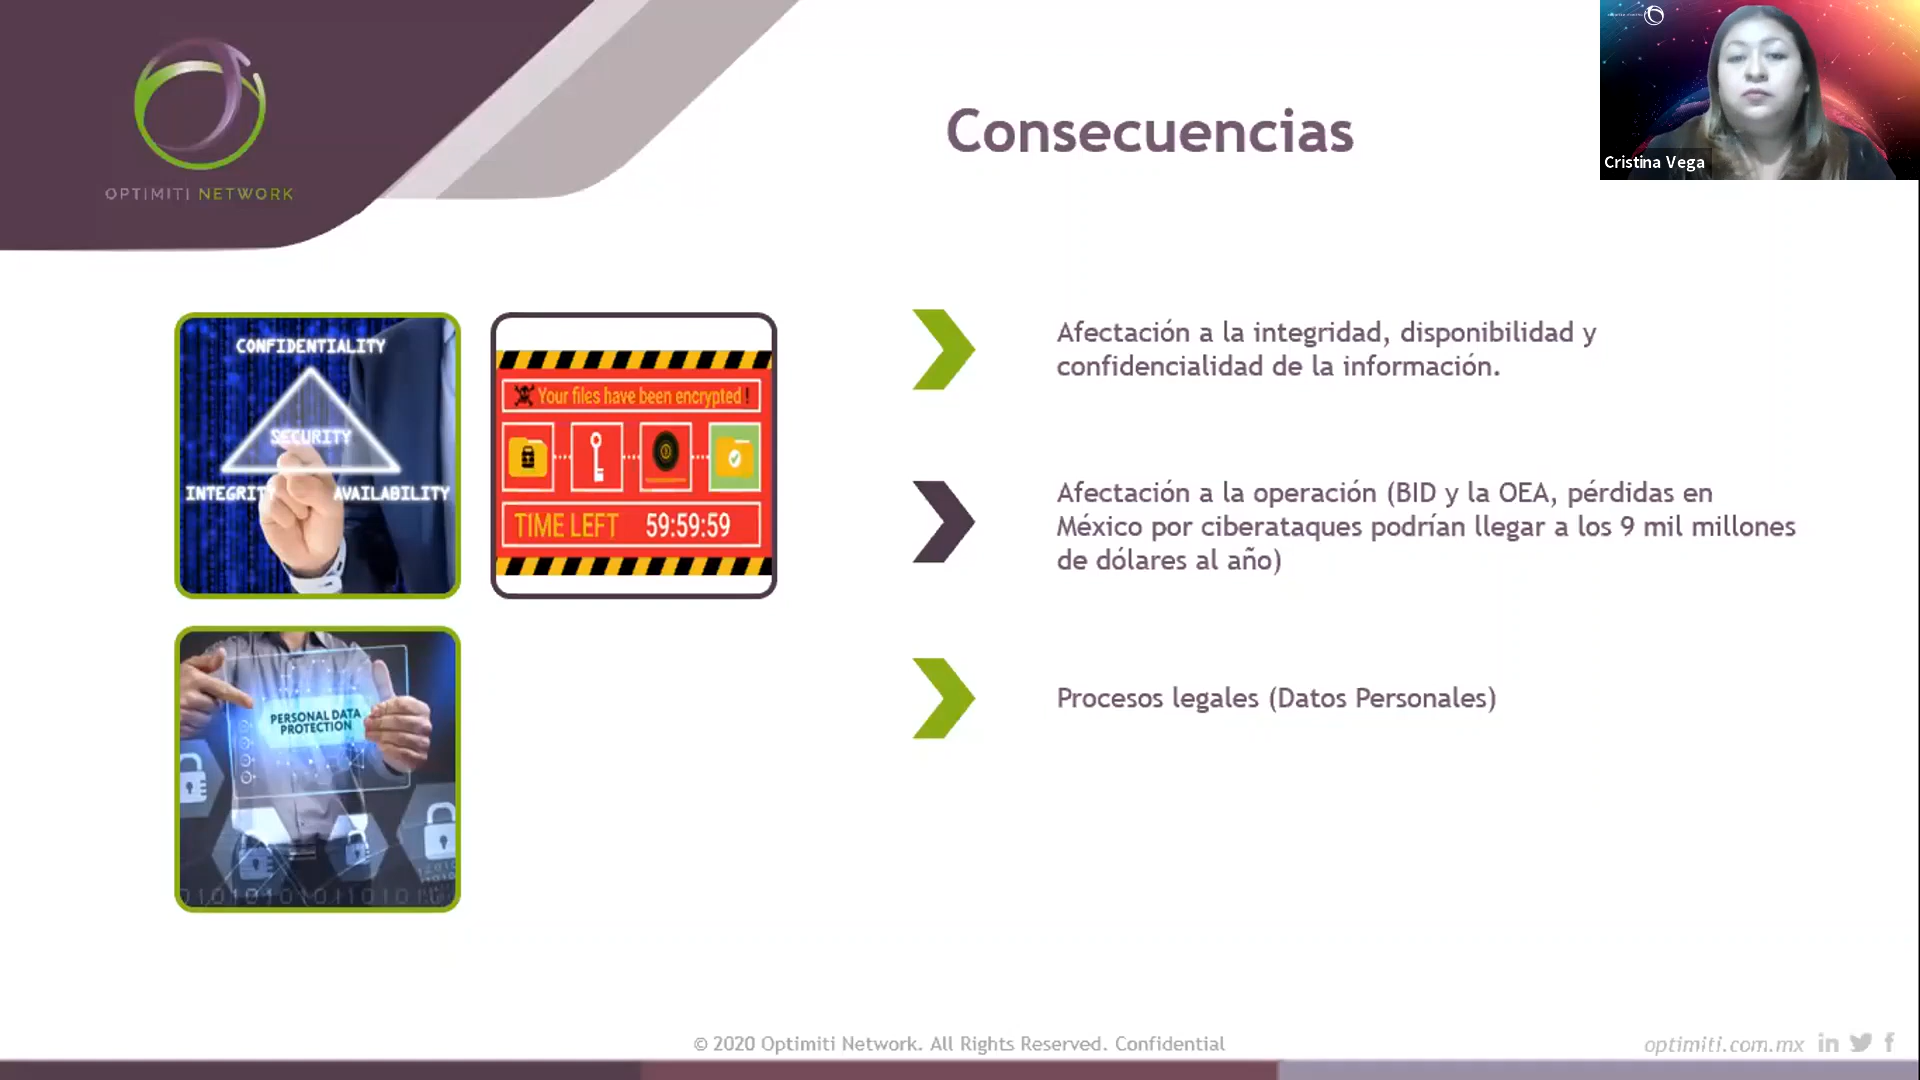 OPTIMITI NETWORK
Consecuencias
Cristina Vega
CONFIDENTIALITY
SECURITY
INTEGRITY
AVAILABILITY
Your files have been encrypted !
TIME LEFT 59:59:59
PERSONAL DATA
PROTECTION
Afectación a la integridad, disponibilidad y
confidencialidad de la información.
Afectación a la operación (BID y la OEA, pérdidas en
México por ciberataques podrían llegar a los 9 mil millones
de dólares al año)
Procesos legales (Datos Personales)
© 2020 Optimiti Network. All Rights Reserved. Confidential
optimiti.com.mx